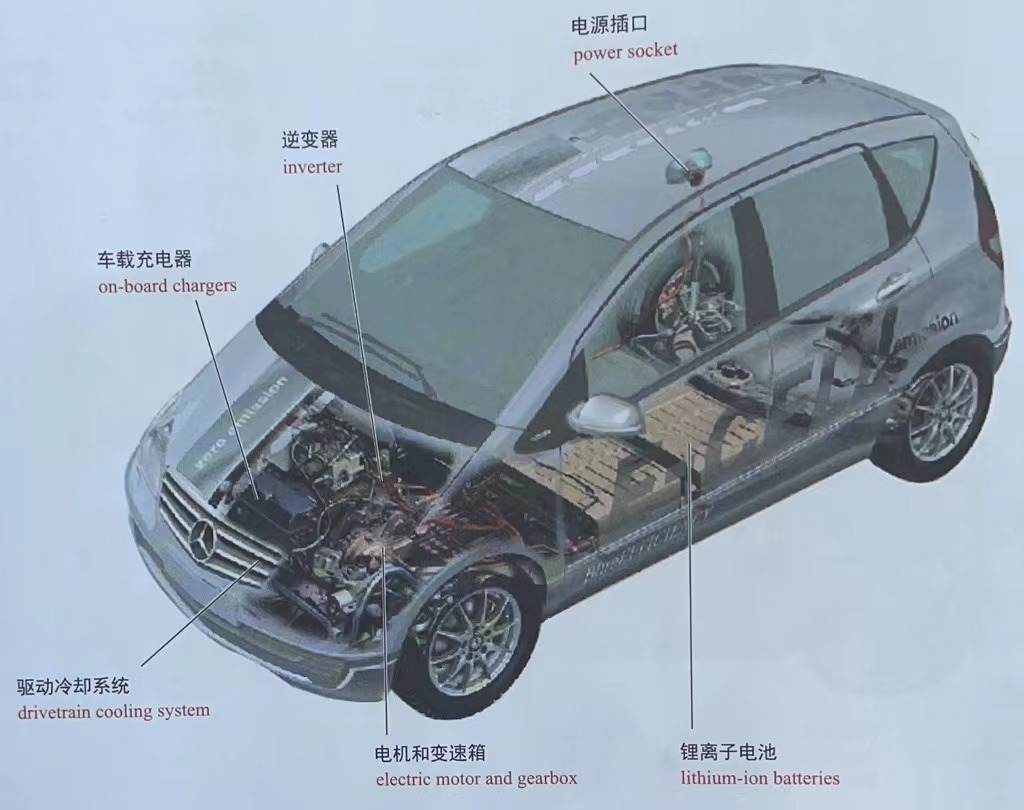 电源插口
power socket
逆变器
inverter
车载充电器
on-board chargers
zero emission
emission
驱动冷却系统
drivetrain cooling system
电机和变速箱
electric motor and gearbox
锂离子电池
lithium-ion batteries